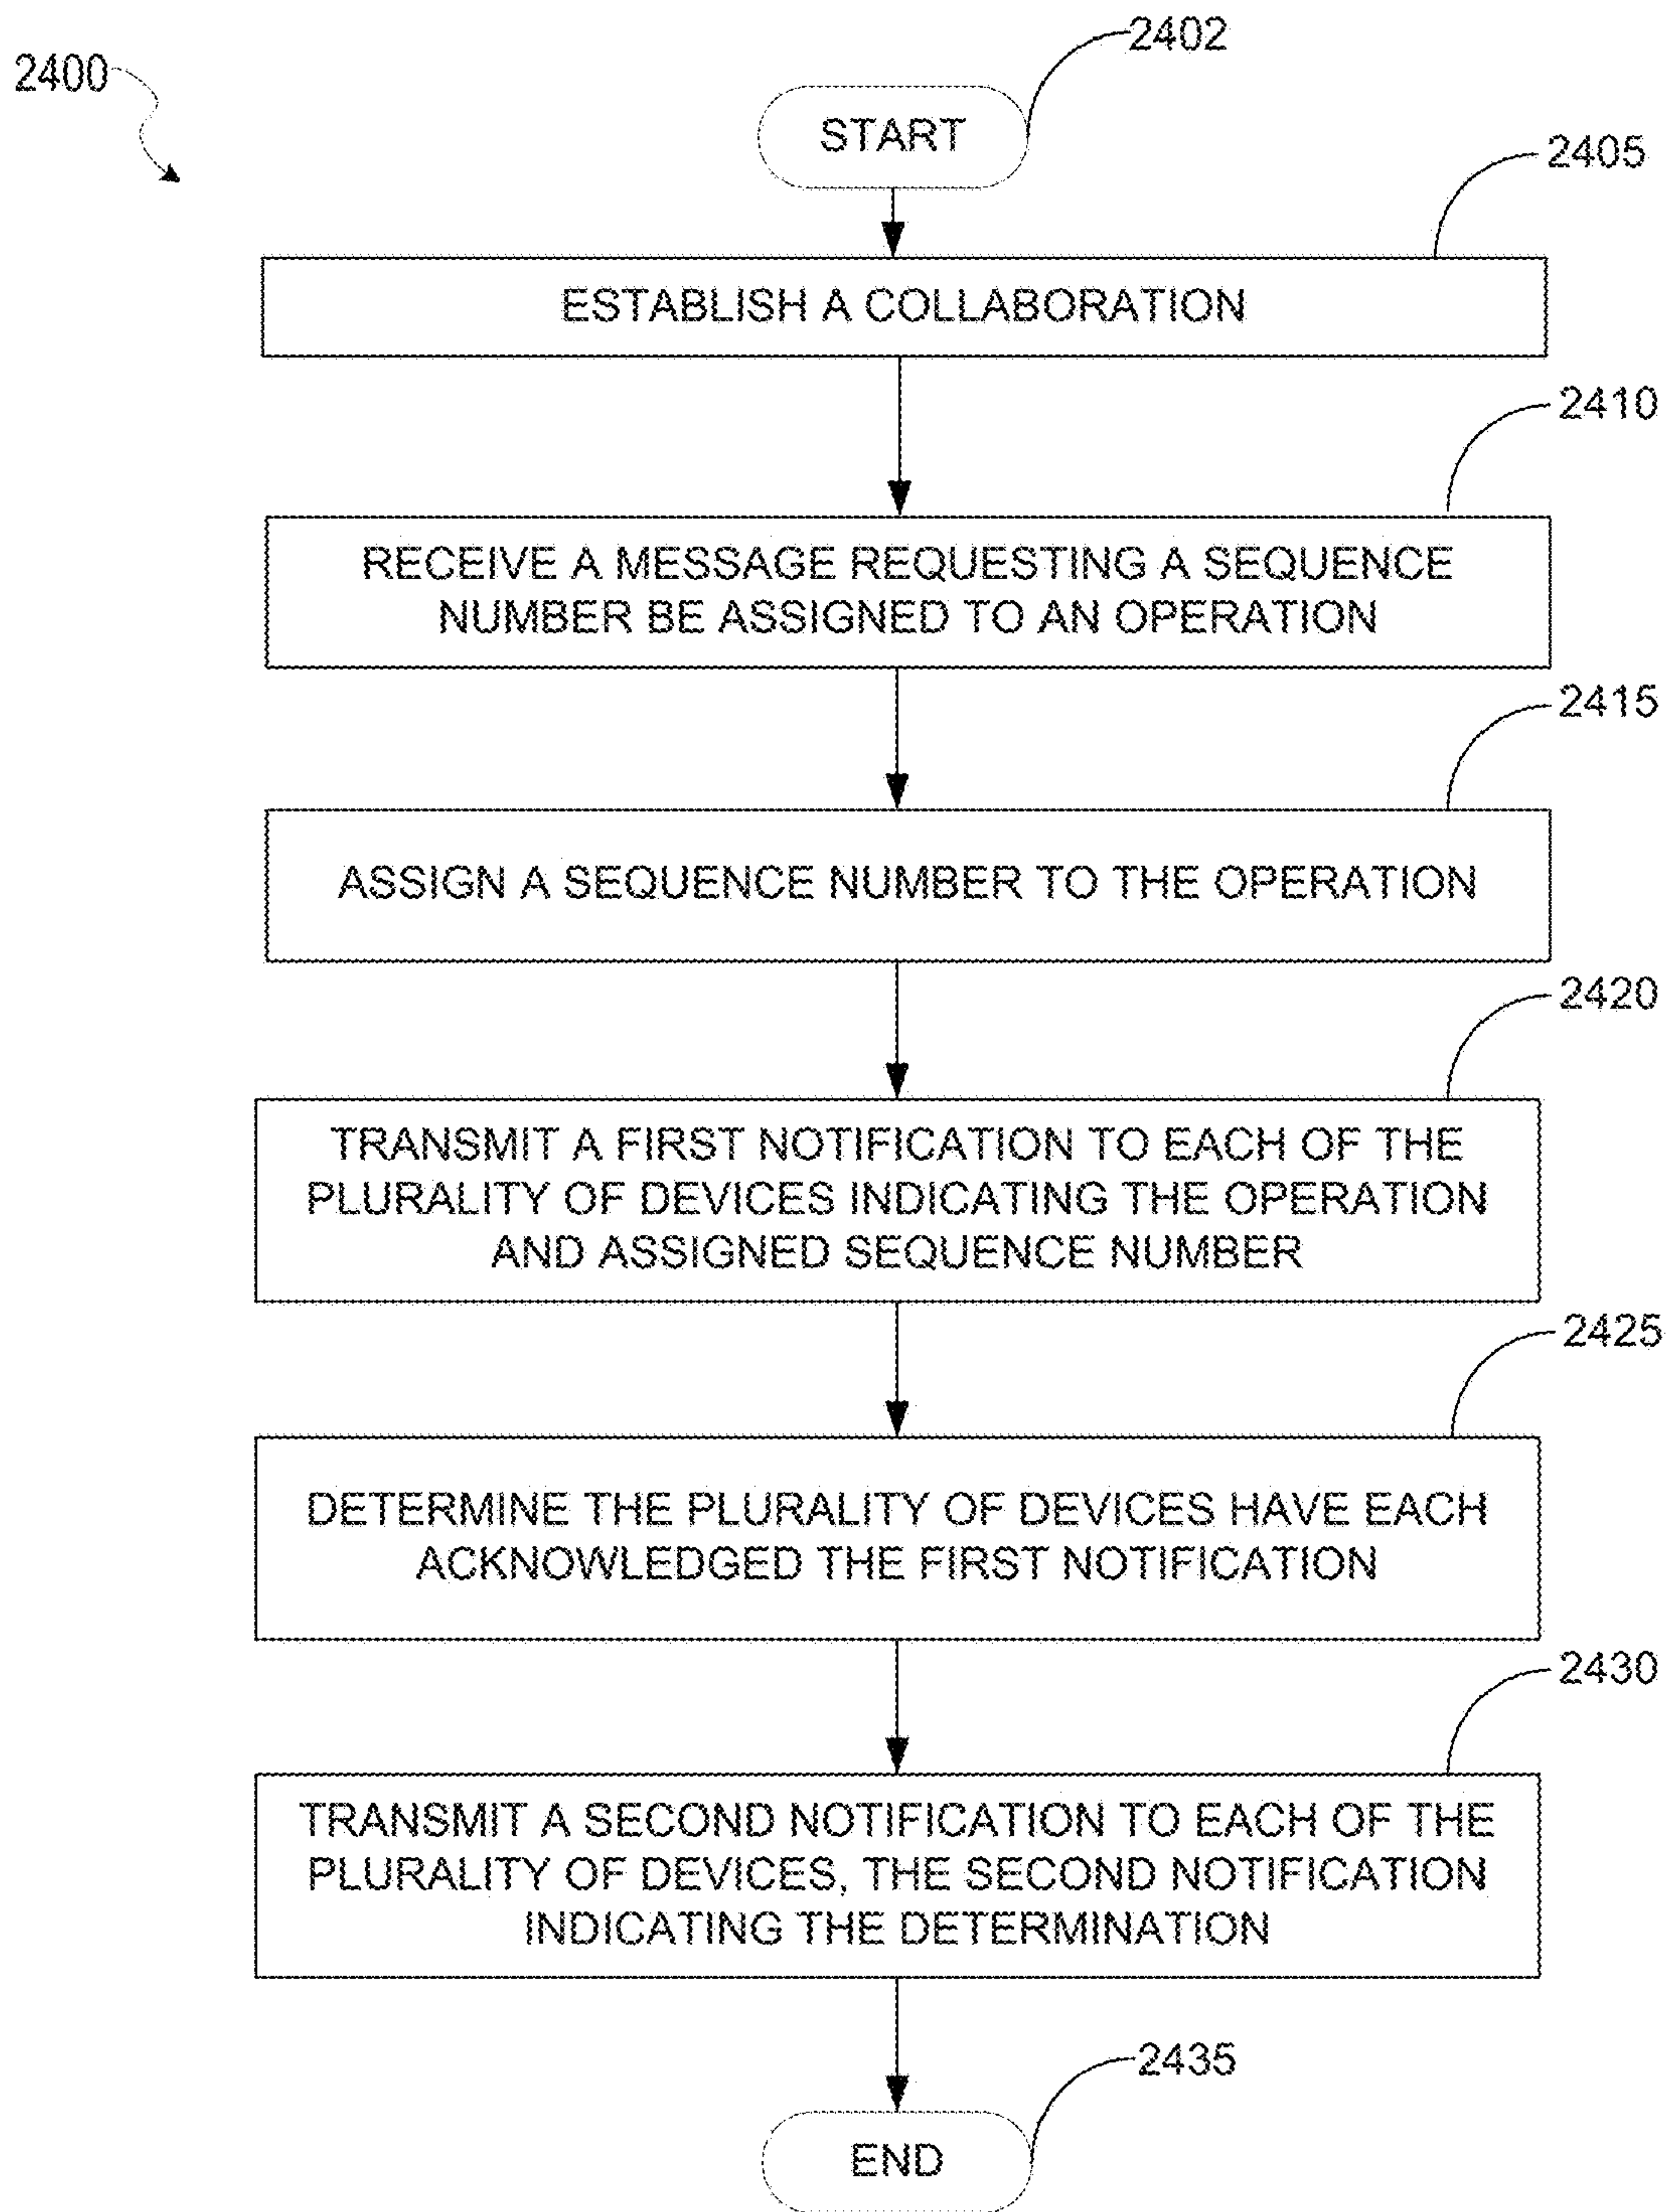 2400
2402
START
2405
ESTABLISH A COLLABORATION
2410
RECEIVE A MESSAGE REQUESTING A SEQUENCE
NUMBER BE ASSIGNED TO AN OPERATION
2415
ASSIGN A SEQUENCE NUMBER TO THE OPERATION
2420
TRANSMIT A FIRST NOTIFICATION TO EACH OF THE
PLURALITY OF DEVICES INDICATING THE OPERATION
AND ASSIGNED SEQUENCE NUMBER
2425
DETERMINE THE PLURALITY OF DEVICES HAVE EACH
ACKNOWLEDGED THE FIRST NOTIFICATION
2430
TRANSMIT A SECOND NOTIFICATION TO EACH OF THE
PLURALITY OF DEVICES, THE SECOND NOTIFICATION
INDICATING THE DETERMINATION
2435
END